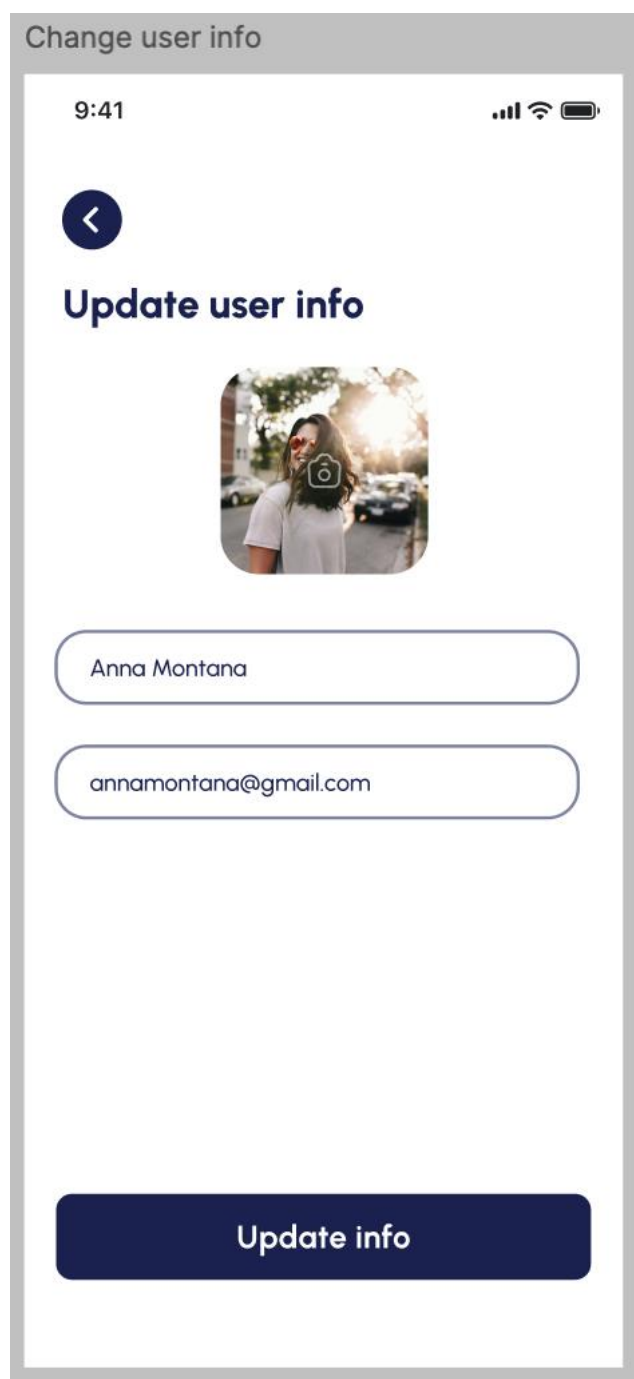 Change user info
9:41
Update user info
Anna Montana
annamontana@gmail.com
Update info